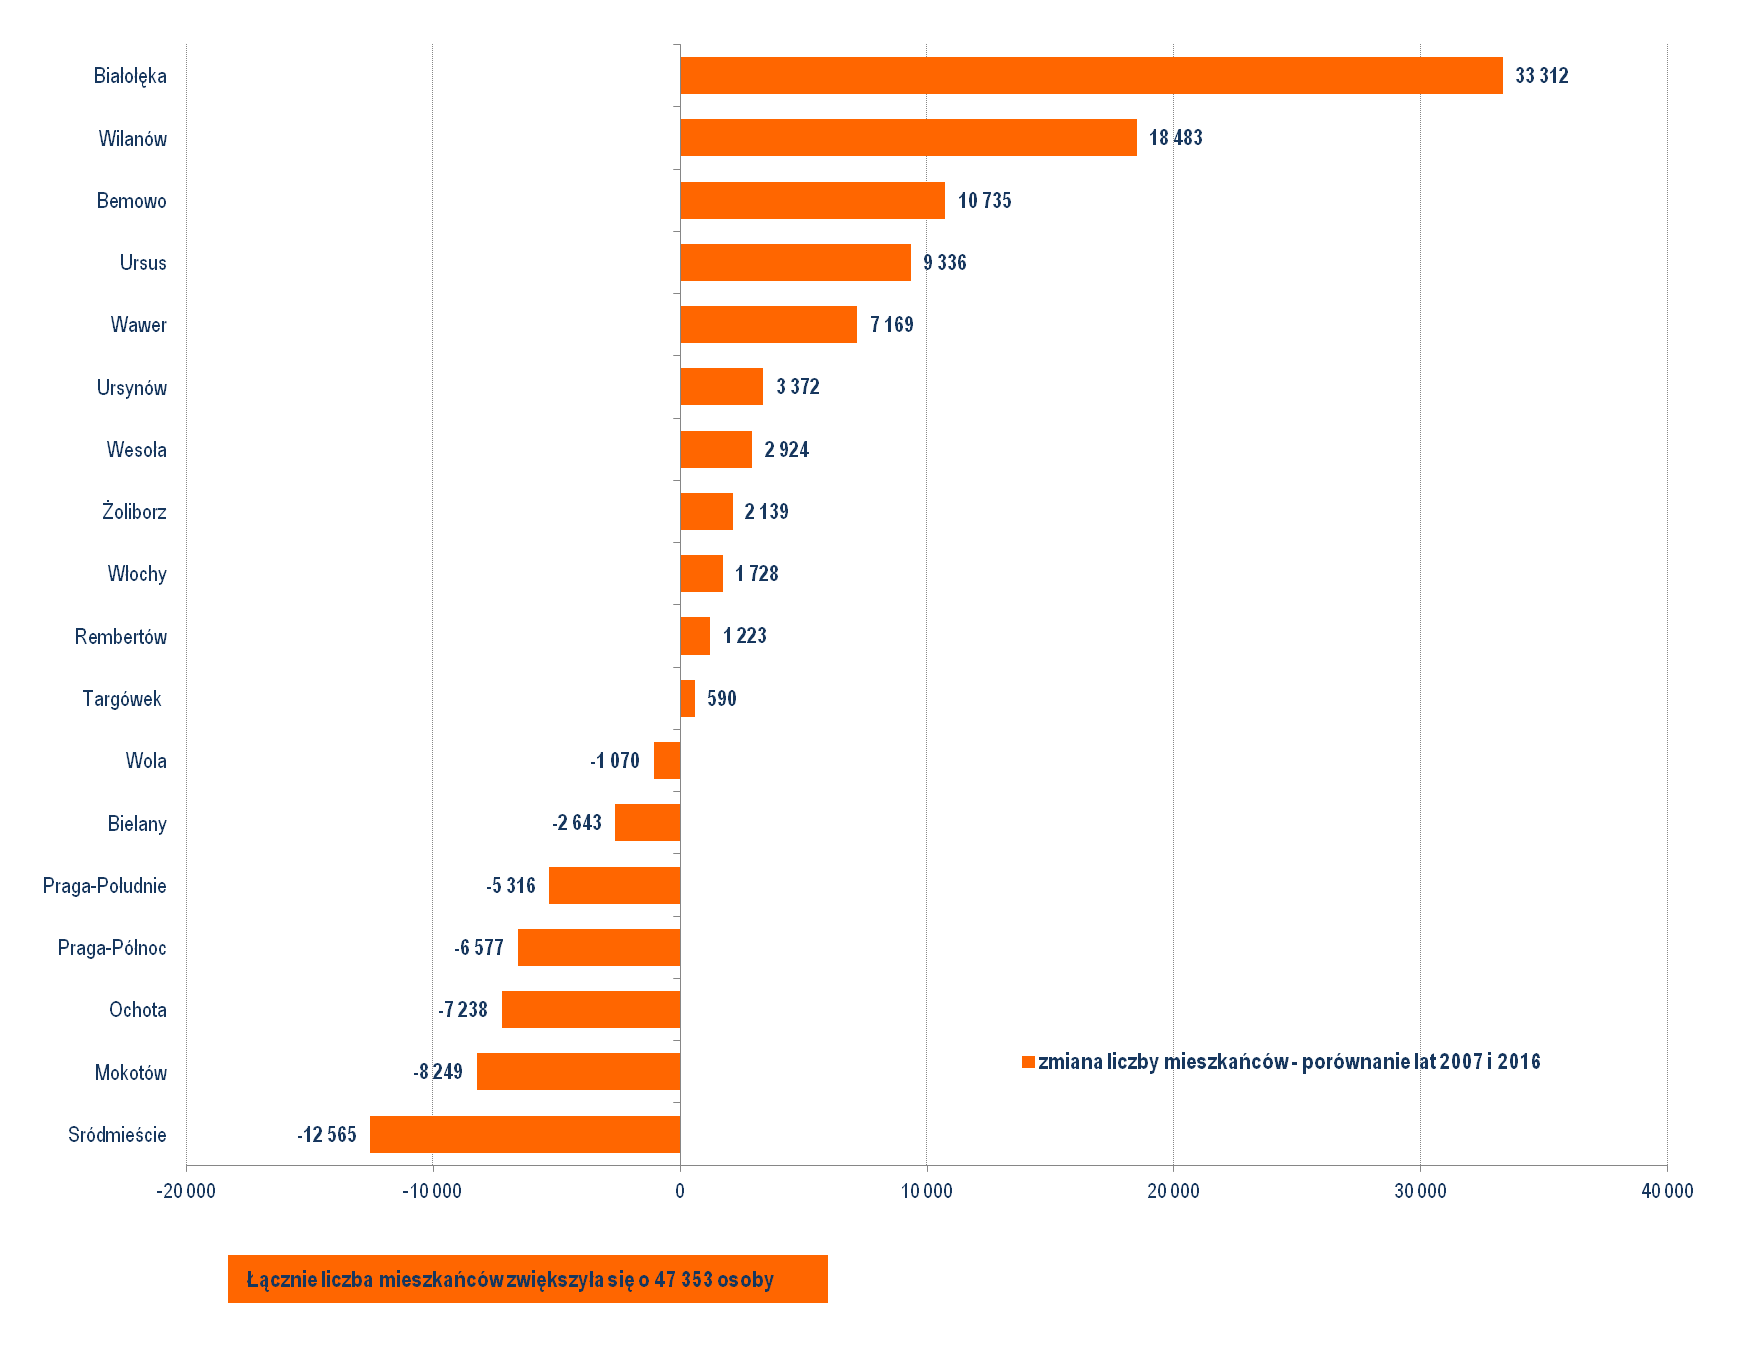 Białołęka 33 312
Wilanów 18 483
Bemowo 10 735
Ursus 9 336
Wawer 7 169
Ursynów 3 372
Wesoła 2 924
Żoliborz 2 139
Włochy 1 728
Rembertów 1 223
Targówek 590
Wola -1 070
Bielany -2 643
Praga-Południe -5 316
Praga-Północ -6 577
Ochota -7 238
Mokotów -8 249
zmiana liczby mieszkańców - porównanie lat 2007 i 2016
Sródmieście -12 565
-20 000 -10 000 0 10 000 20 000 30 000 40 000
Łącznie liczba mieszkańców zwiększyła się o 47 353 osoby